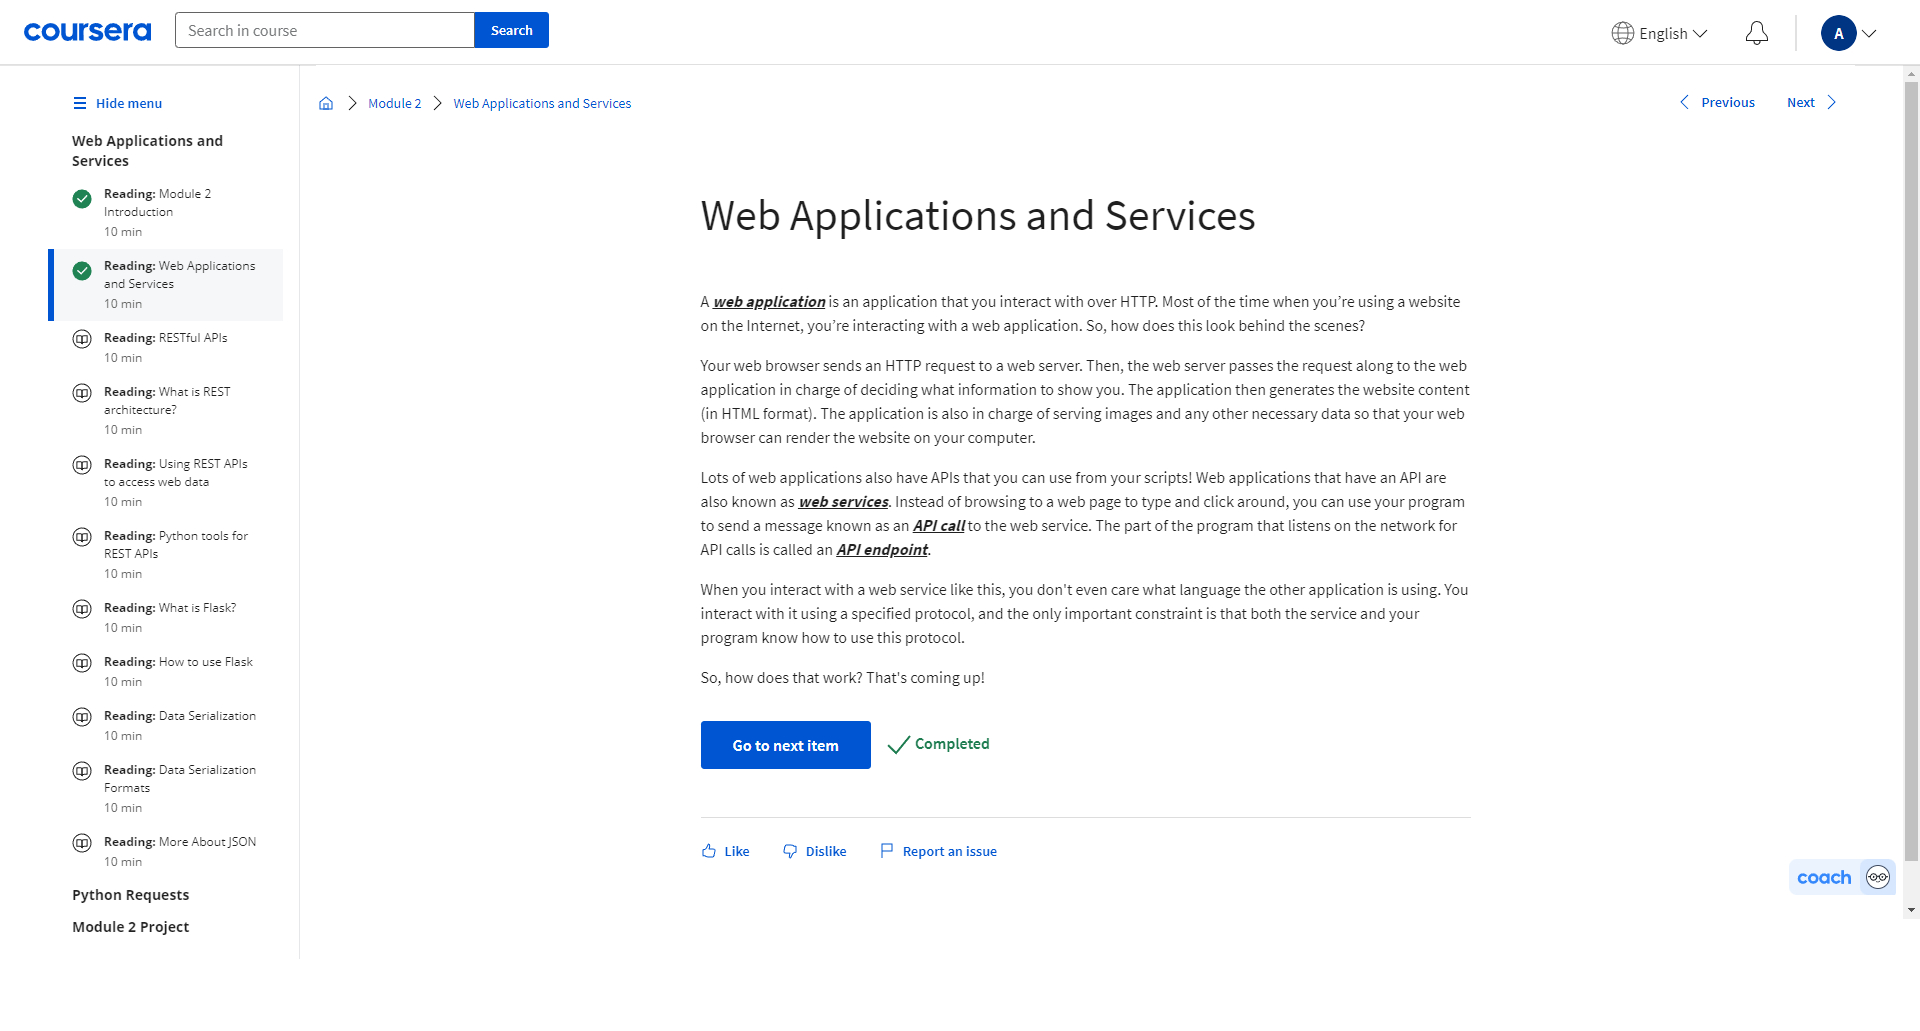 coursera
Search in course
Search
English
A
Hide menu
Web Applications and
Services
Reading: Module 2
Introduction
10 min
Reading: Web Applications
and Services
10 min
Reading: RESTful APIs
10 min
Reading: What is REST
architecture?
10 min
Reading: Using REST APIs
to access web data
10 min
Reading: Python tools for
REST APIs
10 min
Reading: What is Flask?
10 min
Reading: How to use Flask
10 min
Reading: Data Serialization
10 min
Reading: Data Serialization
Formats
10 min
Reading: More About JSON
10 min
Python Requests
Module 2 Project
Module 2
Web Applications and Services
Previous
Next
Web Applications and Services
A web application is an application that you interact with over HTTP. Most of the time when you’re using a website
on the Internet, you’re interacting with a web application. So, how does this look behind the scenes?
Your web browser sends an HTTP request to a web server. Then, the web server passes the request along to the web
application in charge of deciding what information to show you. The application then generates the website content
(in HTML format). The application is also in charge of serving images and any other necessary data so that your web
browser can render the website on your computer.
Lots of web applications also have APIs that you can use from your scripts! Web applications that have an API are
also known as web services. Instead of browsing to a web page to type and click around, you can use your program
to send a message known as an API call to the web service. The part of the program that listens on the network for
API calls is called an API endpoint.
When you interact with a web service like this, you don't even care what language the other application is using. You
interact with it using a specified protocol, and the only important constraint is that both the service and your
program know how to use this protocol.
So, how does that work? That's coming up!
Go to next item
Completed
Like
Dislike
Report an issue
coach